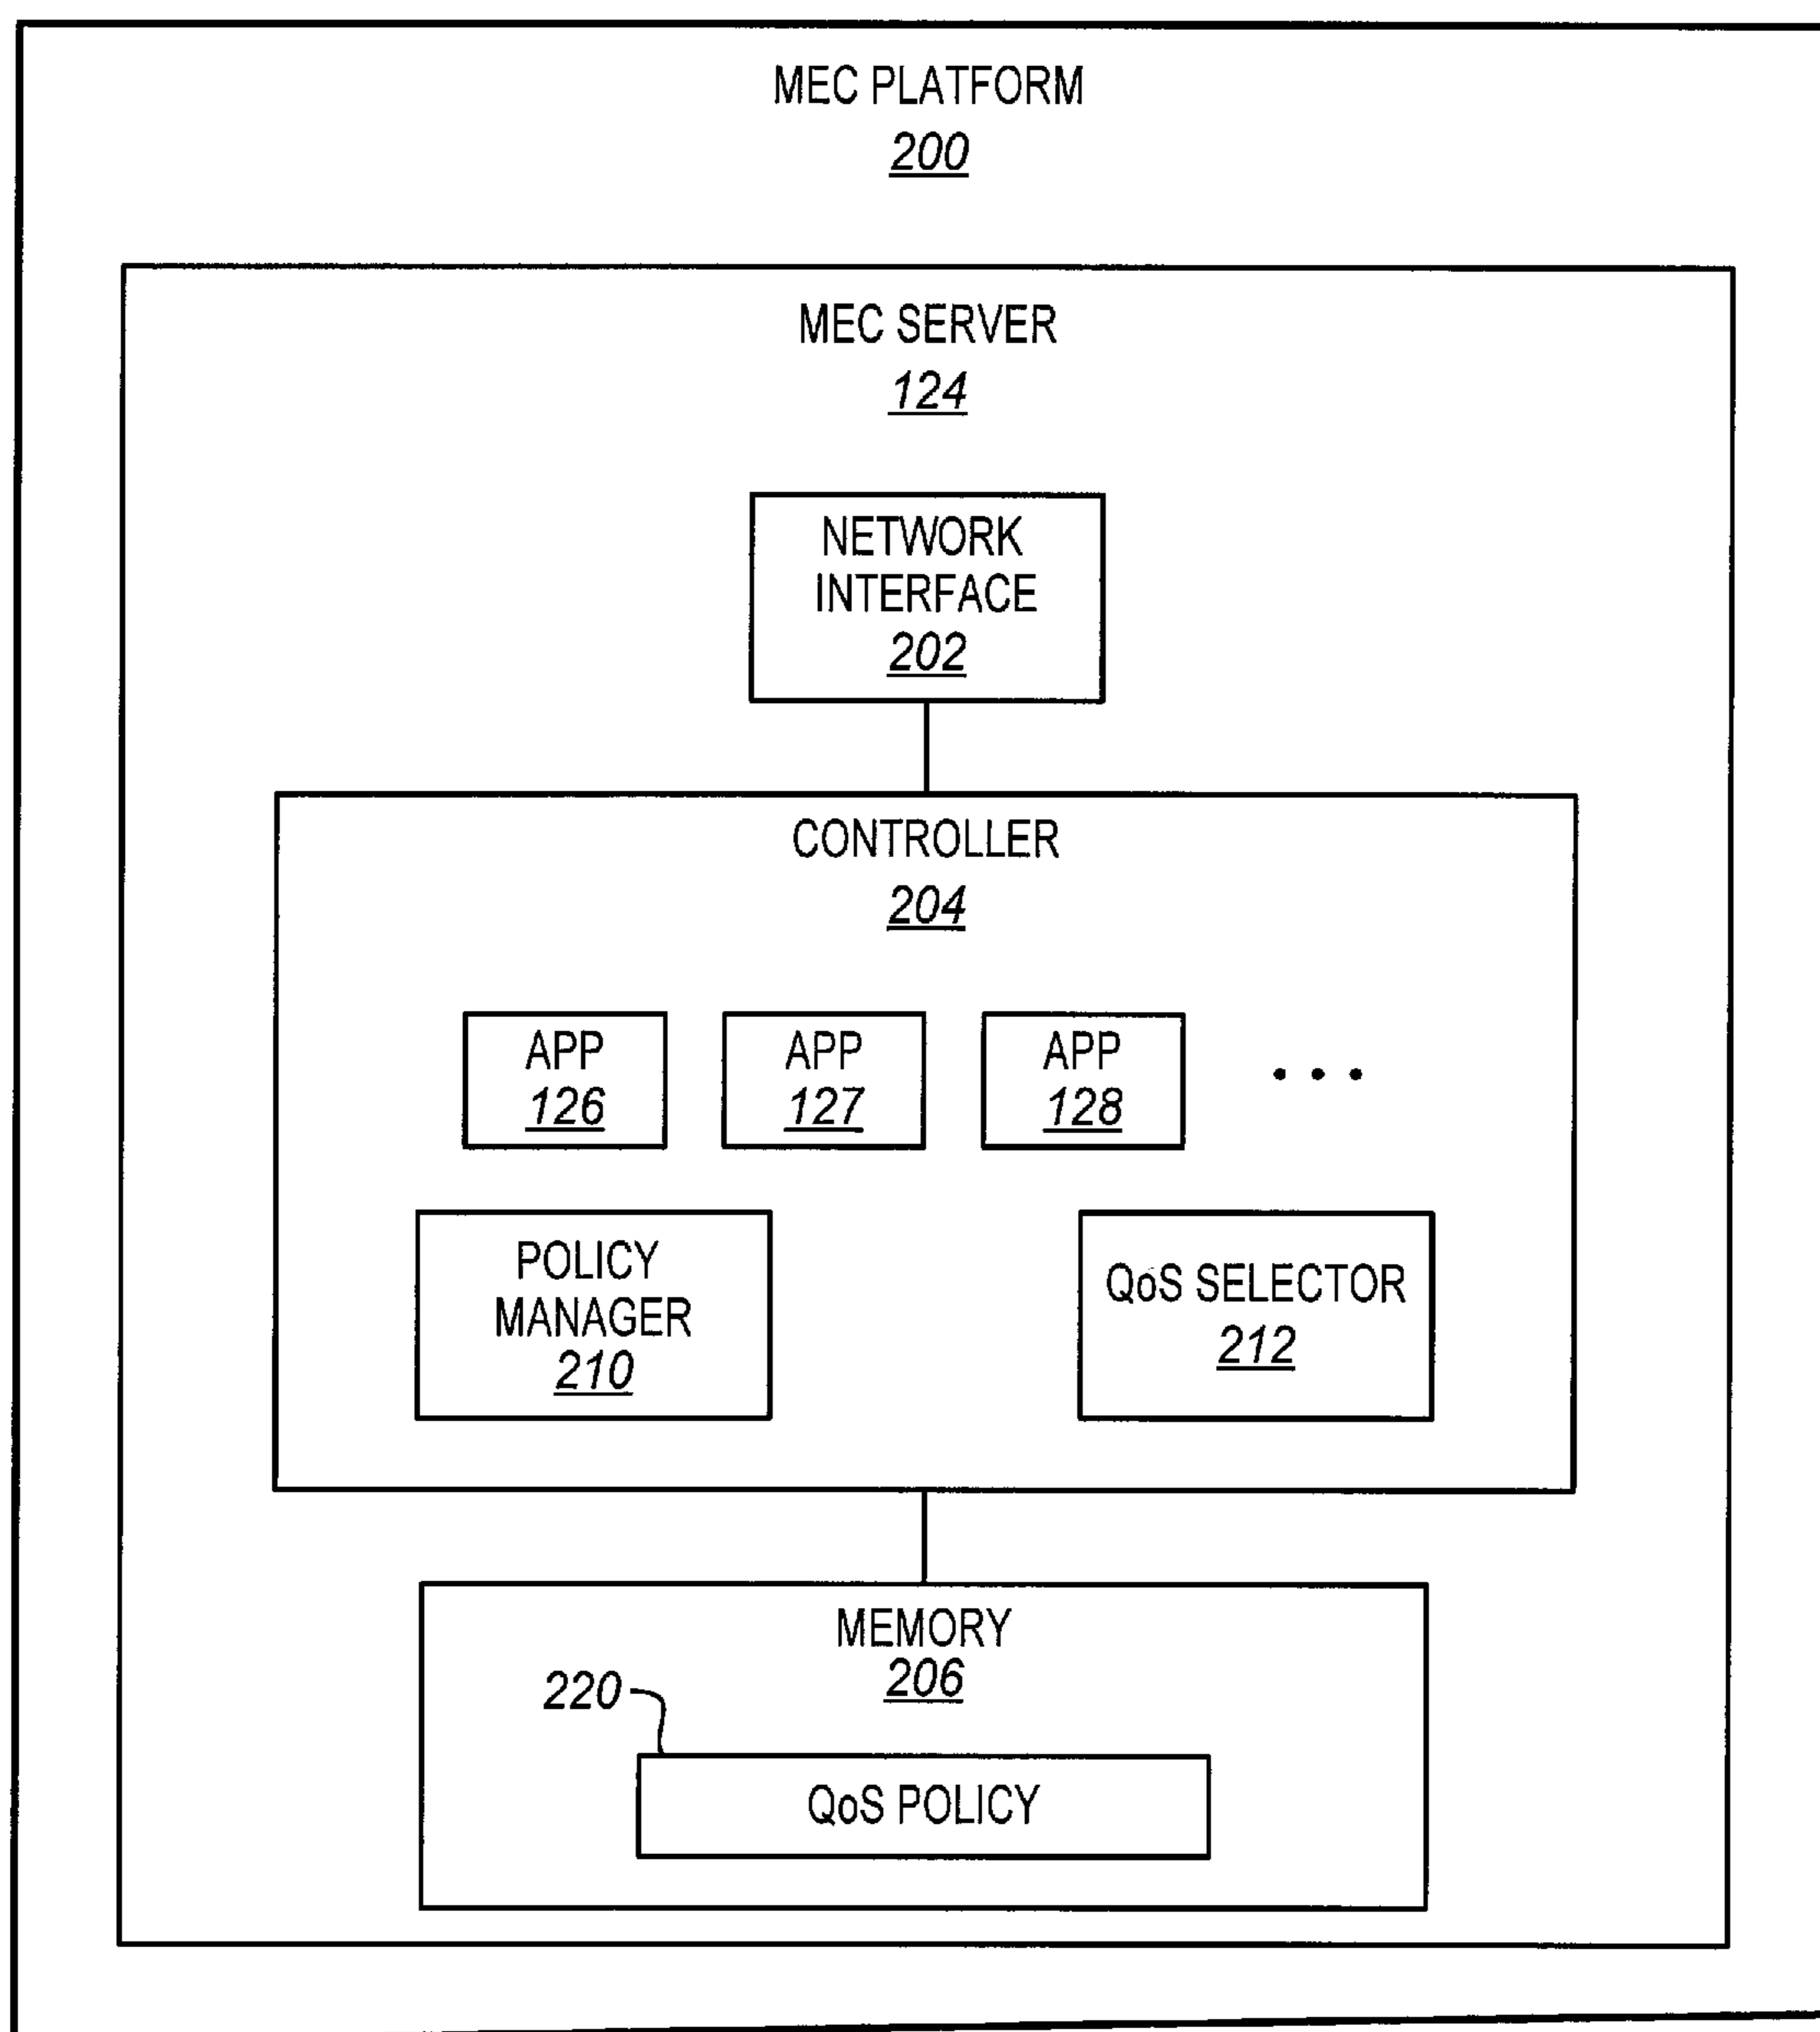 MEC PLATFORM
200
MEC SERVER
124
NETWORK
INTERFACE
202
CONTROLLER
204
APP
126
APP
127
APP
128
• • •
POLICY
MANAGER
210
QoS SELECTOR
212
MEMORY
206
220
QoS POLICY